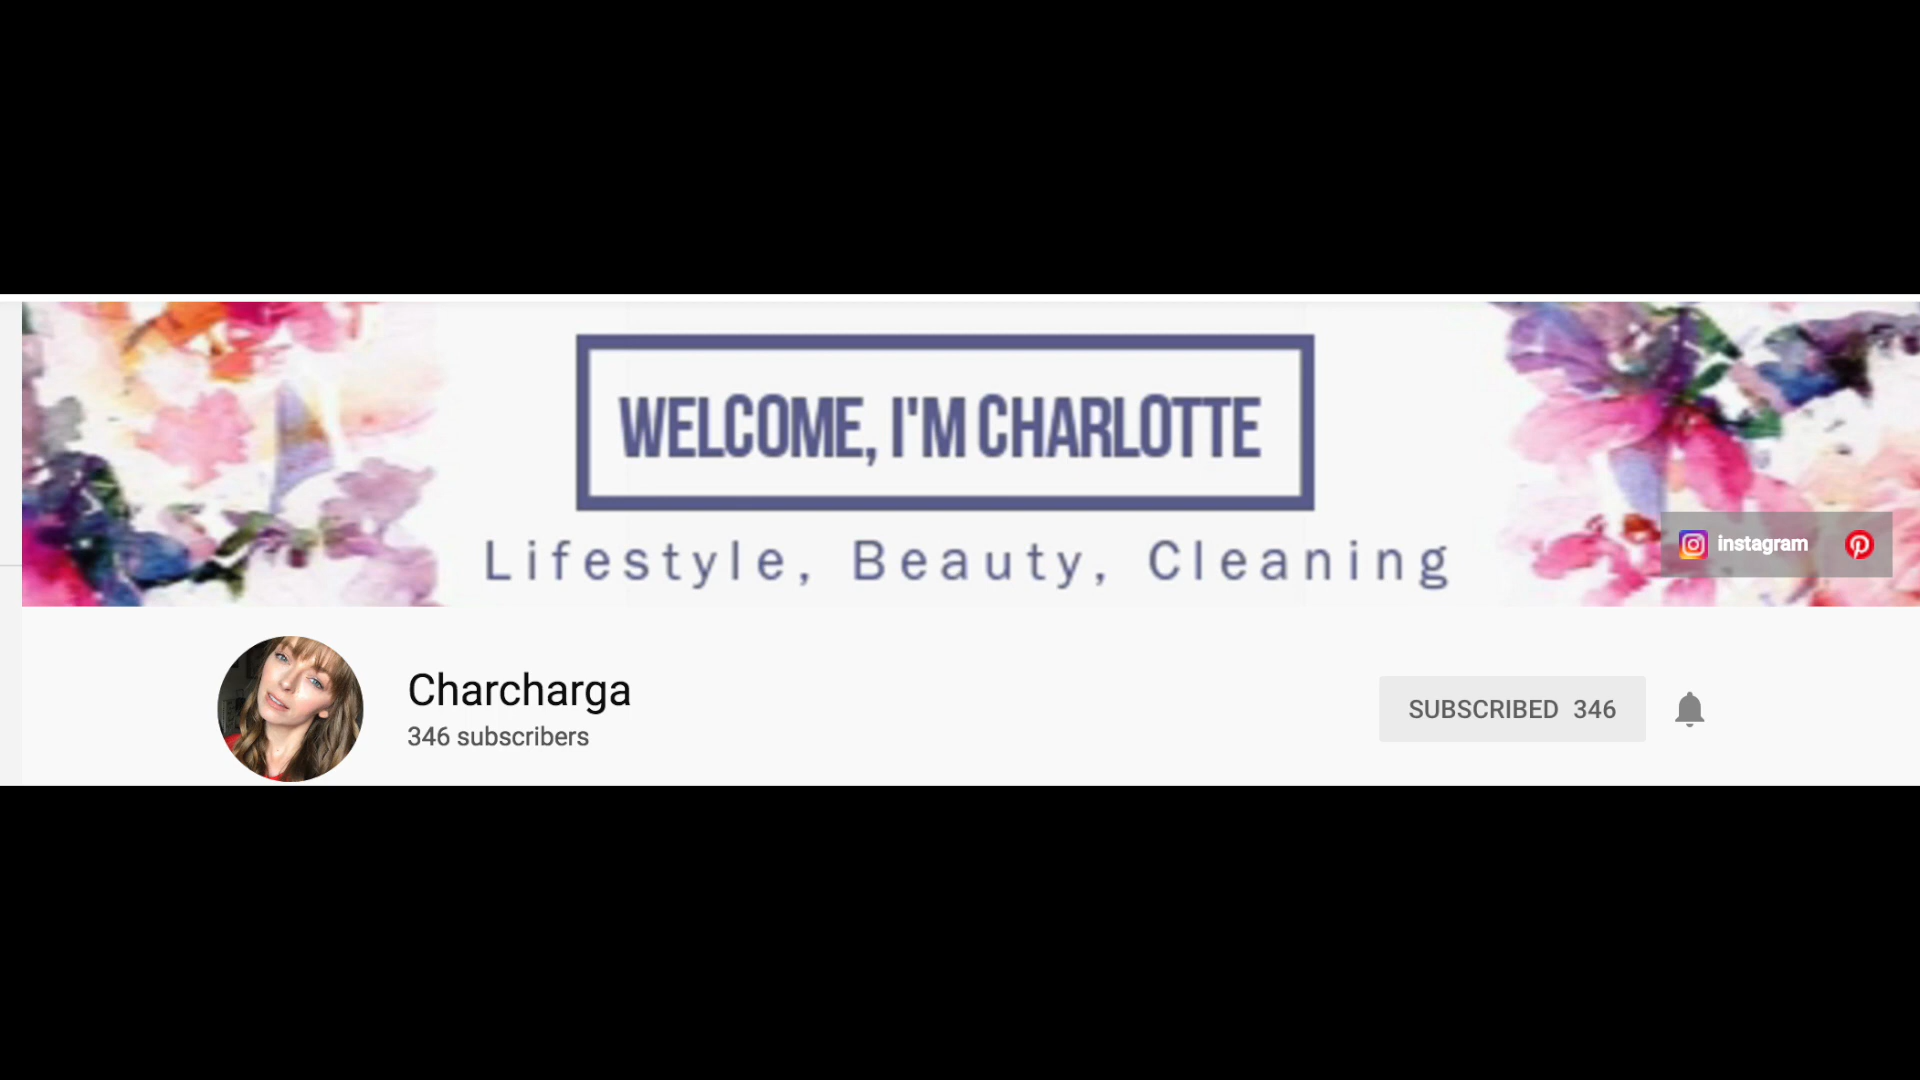 WELCOME, I'M CHARLOTTE
Lifestyle, Beauty, Cleaning
instagram
Charcharga
346 subscribers
SUBSCRIBED 346